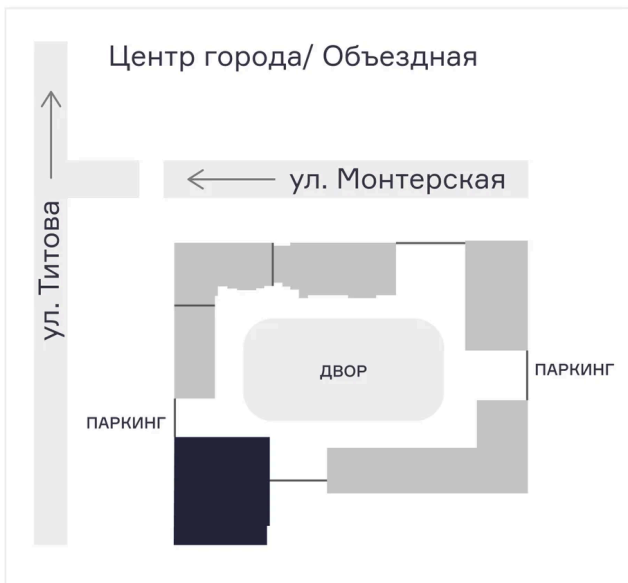 Центр города/ Объездная
ул. Монтерская
ул. Титова
ДВОР
ПАРКИНГ
ПАРКИНГ